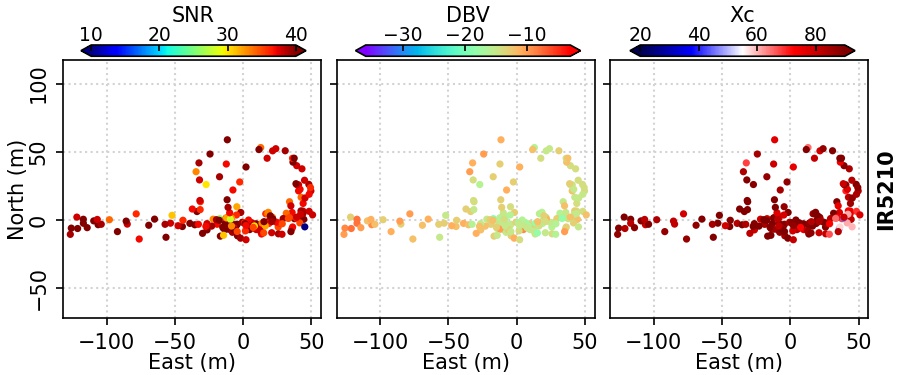 SNR
DBV
Xc
10 20 30 40
−30 −20 −10
20 40 60 80
100
50
0
−50
North (m)
−100 −50 0 50
−100 −50 0 50
−100 −50 0 50
East (m)
East (m)
East (m)
IR5210